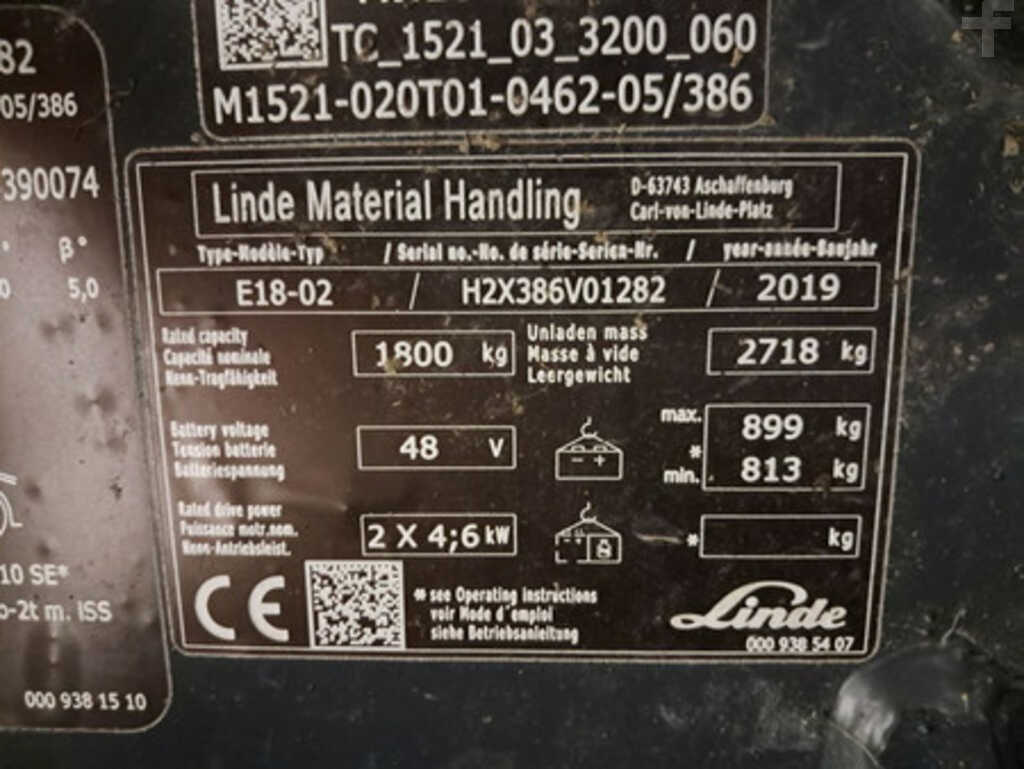 TC_1521_03_3200_060
M1521-020T01-0462-05/386
82
05/386
390074
β°
5,0
10 SE*
2t m. ISS
000 938 15 10
Linde Material Handling
D-63743 Aschaffenburg
Carl-von-Linde-Platz
Type-Modèle-Typ / Serial no.-No. de série-Serien-Nr. / year-année-Baujahr
E18-02 / H2X386V01282 / 2019
Rated capacity
Capacité nominale
Nenn-Tragfähigkeit
1800 kg
Unladen mass
Masse à vide
Leergewicht
2718 kg
Battery voltage
Tension batterie
Batteriespannung
48 V
- +
max. 899 kg
*
min. 813 kg
Rated drive power
Puissance motr.nom.
Nenn-Antriebsleist.
2 X 4;6 kW
* kg
CE
* see Operating Instructions
voir Mode d'emploi
siehe Betriebsanleitung
Linde
000 938 54 07